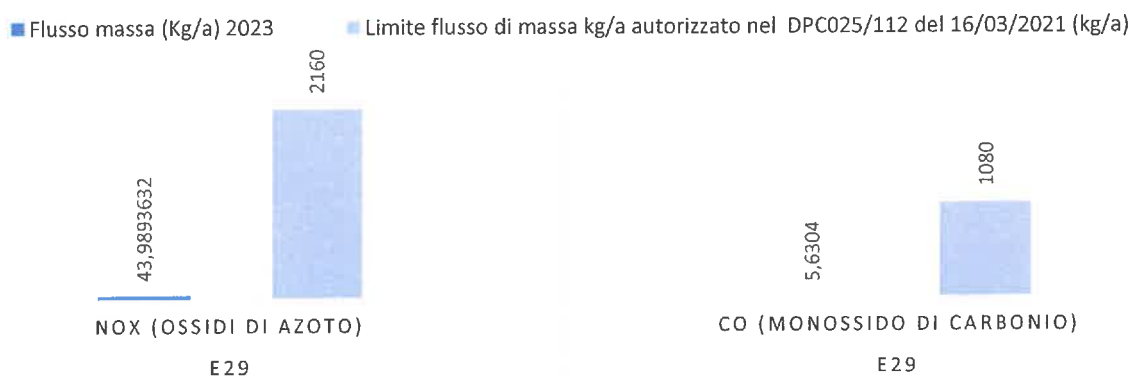 Flusso massa (Kg/a) 2023
Limite flusso di massa kg/a autorizzato nel DPC025/112 del 16/03/2021 (kg/a)
43,9893632
2160
5,6304
1080
NOX (OSSIDI DI AZOTO)
CO (MONOSSIDO DI CARBONIO)
E29
E29